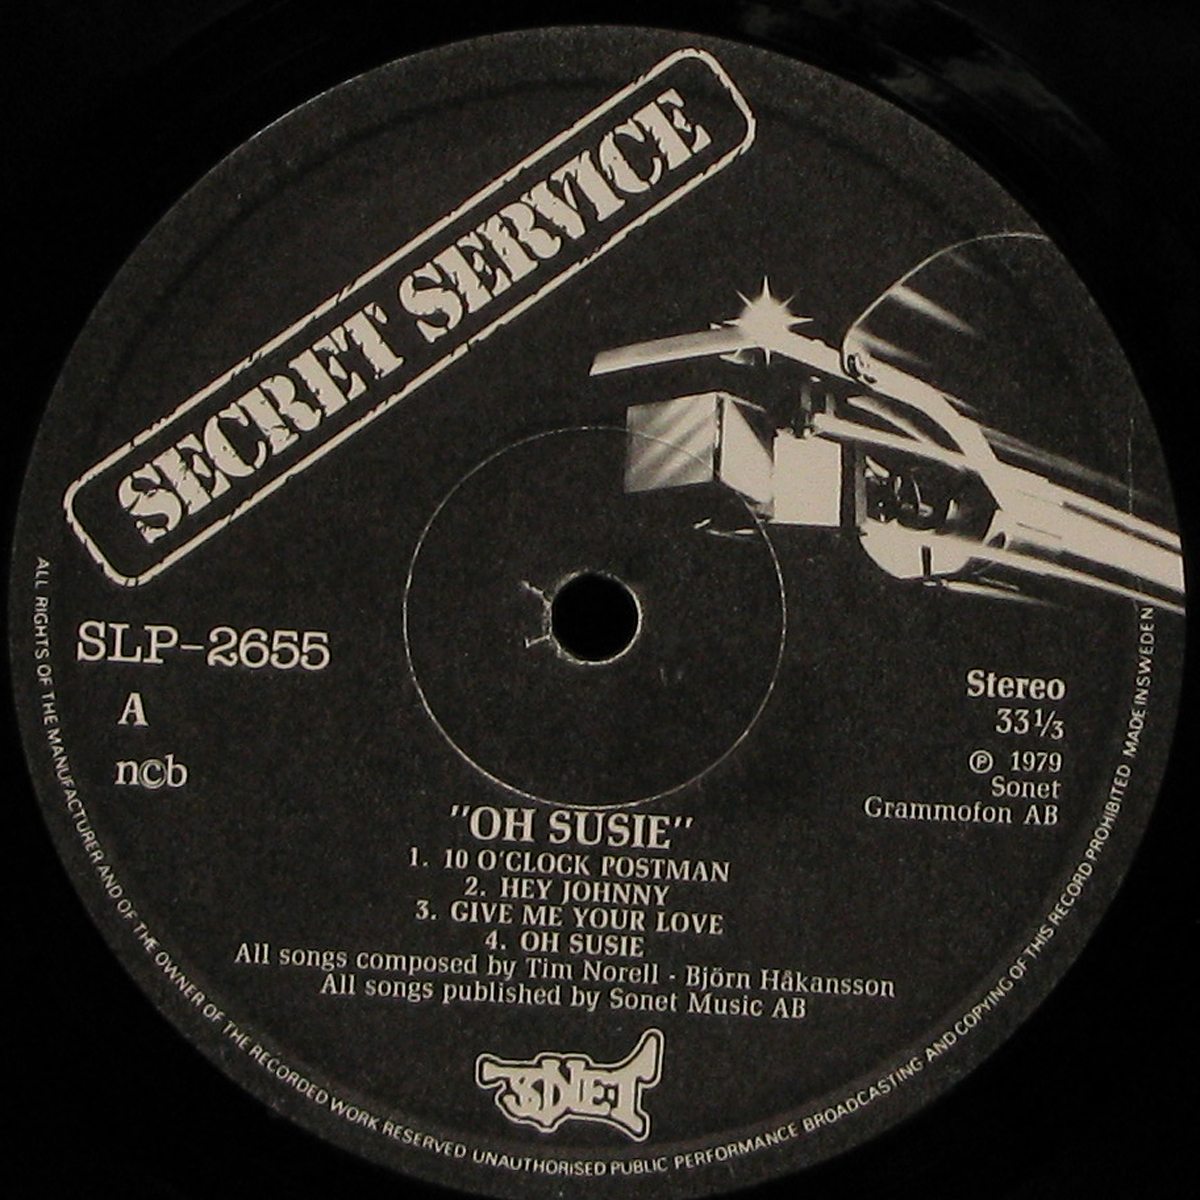 SECRET SERVICE
SLP-2655
A
n©b
Stereo
33⅓
℗ 1979
Sonet
Grammofon AB
"OH SUSIE"
1. 10 O'CLOCK POSTMAN
2. HEY JOHNNY
3. GIVE ME YOUR LOVE
4. OH SUSIE
All songs composed by Tim Norell - Björn Håkansson
All songs published by Sonet Music AB
SONET
ALL RIGHTS OF THE MANUFACTURER AND OF THE OWNER OF THE RECORDED WORK RESERVED UNAUTHORISED PUBLIC PERFORMANCE BROADCASTING AND COPYING OF THIS RECORD PROHIBITED MADE IN SWEDEN